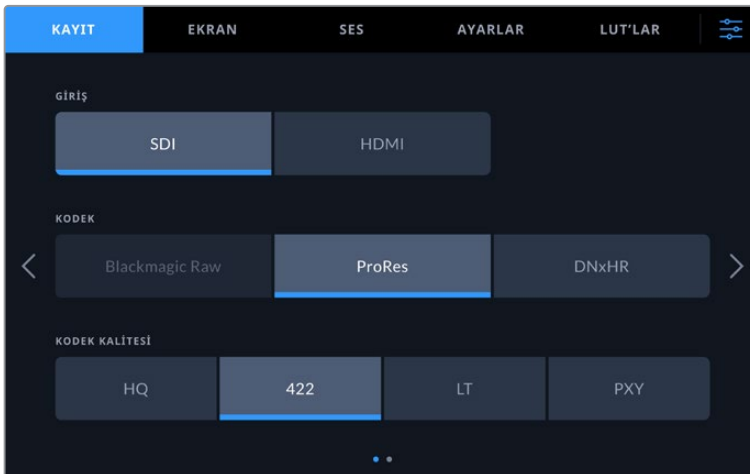 KAYIT EKRAN SES AYARLAR LUT'LAR
GİRİŞ
SDI HDMI
KODEK
Blackmagic Raw ProRes DNxHR
KODEK KALİTESİ
HQ 422 LT PXY